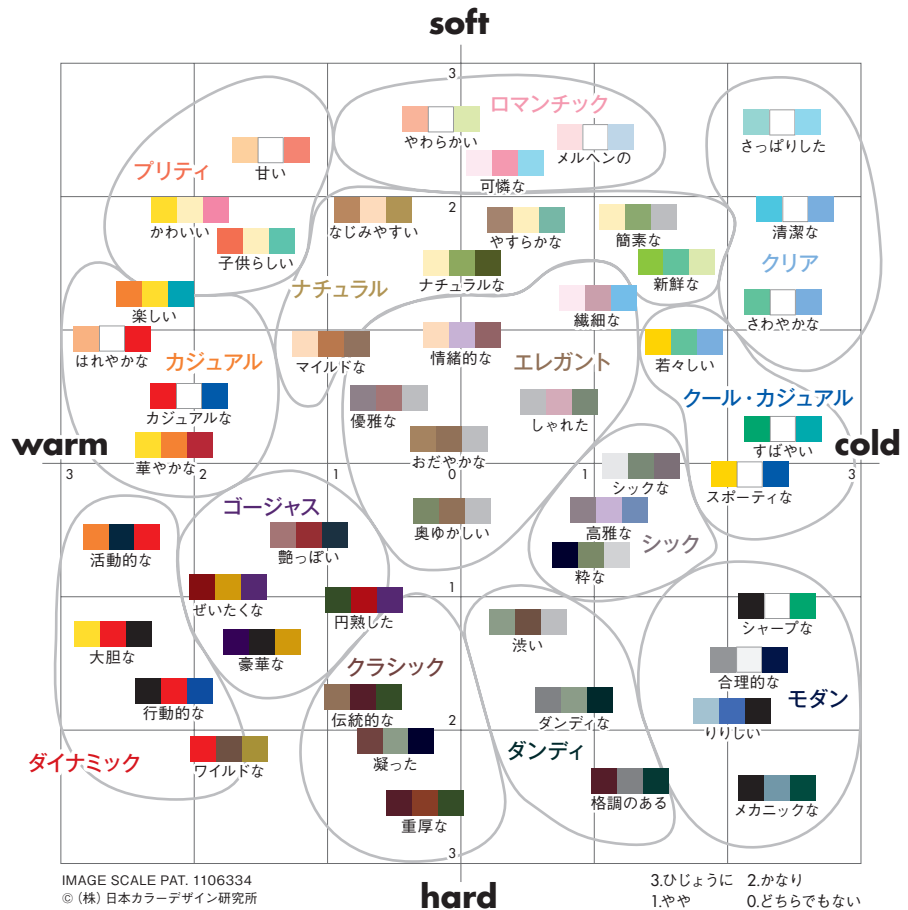 soft
3
ロマンチック
やわらかい
メルヘンの
さっぱりした
プリティ
甘い
可憐な
2
かわいい
なじみやすい
やすらかな
簡素な
清潔な
子供らしい
クリア
ナチュラル
ナチュラルな
新鮮な
楽しい
繊細な
さわやかな
はれやかな
カジュアル
マイルドな
情緒的な
エレガント
若々しい
カジュアルな
優雅な
しゃれた
クール・カジュアル
warm
華やかな
おだやかな
すばやい
cold
3
2
1
0
1
3
シックな
スポーティな
ゴージャス
奥ゆかしい
高雅な
シック
活動的な
艶っぽい
粋な
1
ぜいたくな
円熟した
シャープな
大胆な
豪華な
渋い
クラシック
合理的な
モダン
行動的な
伝統的な
2
ダンディな
りりしい
ダイナミック
ワイルドな
凝った
ダンディ
格調のある
メカニックな
重厚な
3
IMAGE SCALE PAT. 1106334
© (株) 日本カラーデザイン研究所
hard
3.ひじょうに 2.かなり
1.やや 0.どちらでもない